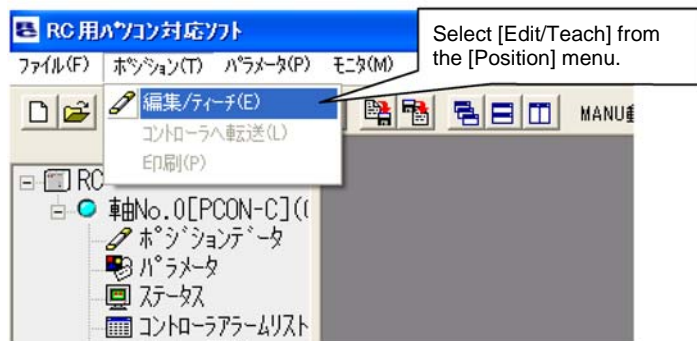 RC 用ﾊﾟｿｺﾝ対応ｿﾌﾄ
Select [Edit/Teach] from
the [Position] menu.
ﾌｧｲﾙ(F) ﾎﾟｼﾞｼｮﾝ(T) ﾊﾟﾗﾒｰﾀ(P) ﾓﾆﾀ(M)
編集/ﾃｨｰﾁ(E)
ｺﾝﾄﾛｰﾗへ転送(L)
印刷(P)
MANU
RC
軸No.0[PCON-C]((
ﾎﾟｼﾞｼｮﾝﾃﾞｰﾀ
ﾊﾟﾗﾒｰﾀ
ｽﾃｰﾀｽ
ｺﾝﾄﾛｰﾗｱﾗｰﾑﾘｽﾄ